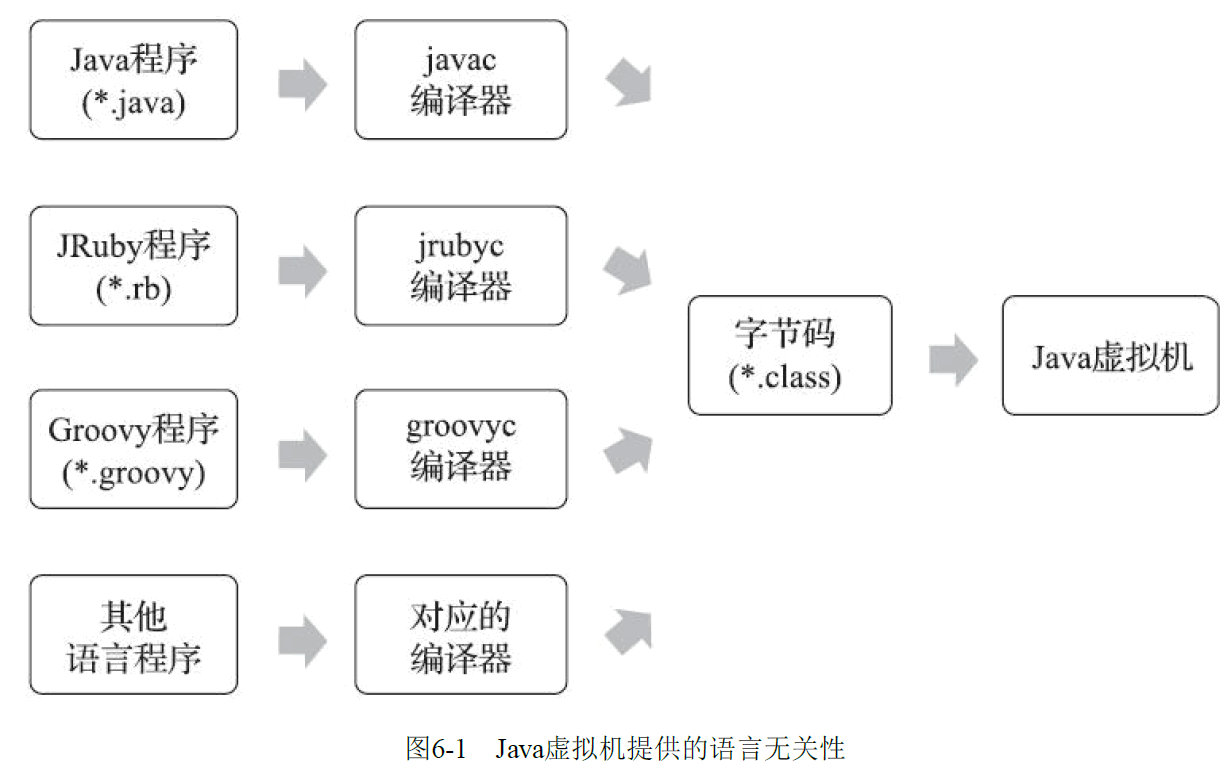 Java程序
(*.java)
javac
编译器
JRuby程序
(*.rb)
jrubyc
编译器
Groovy程序
(*.groovy)
groovyc
编译器
其他
语言程序
对应的
编译器
字节码
(*.class)
Java虚拟机
图6-1 Java虚拟机提供的语言无关性